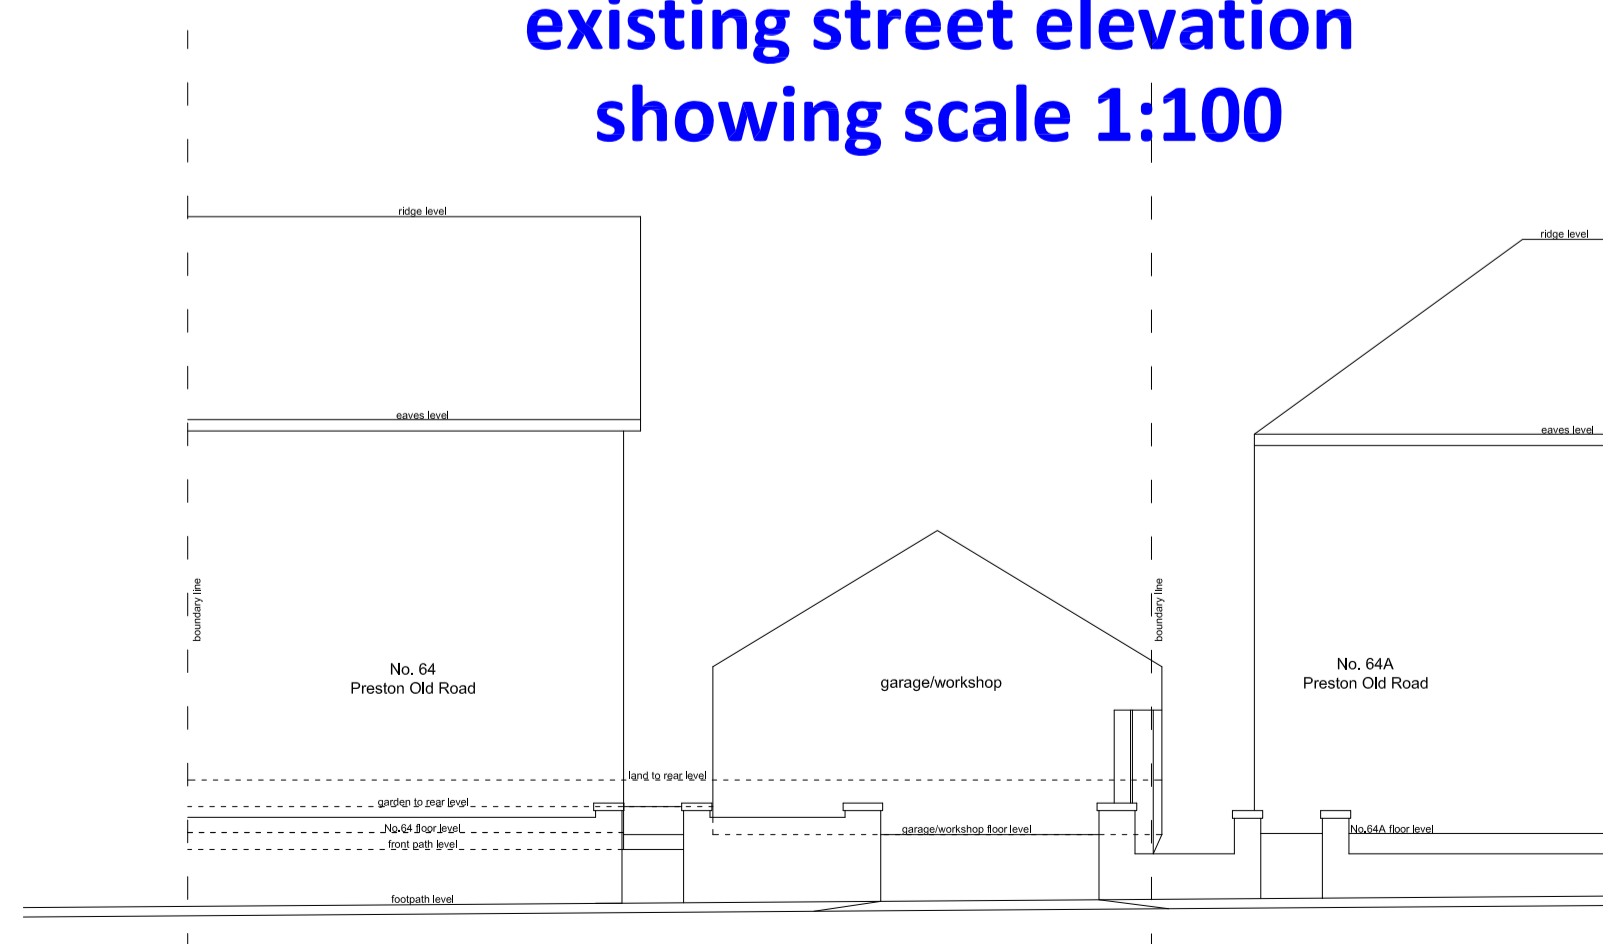 existing street elevation
showing scale 1:100
ridge level
ridge level
eaves level
eaves level
boundary line
boundary line
No. 64
Preston Old Road
garage/workshop
No. 64A
Preston Old Road
land to rear level
garden to rear level
No.64 floor level
garage/workshop floor level
No.64A floor level
front path level
footpath level